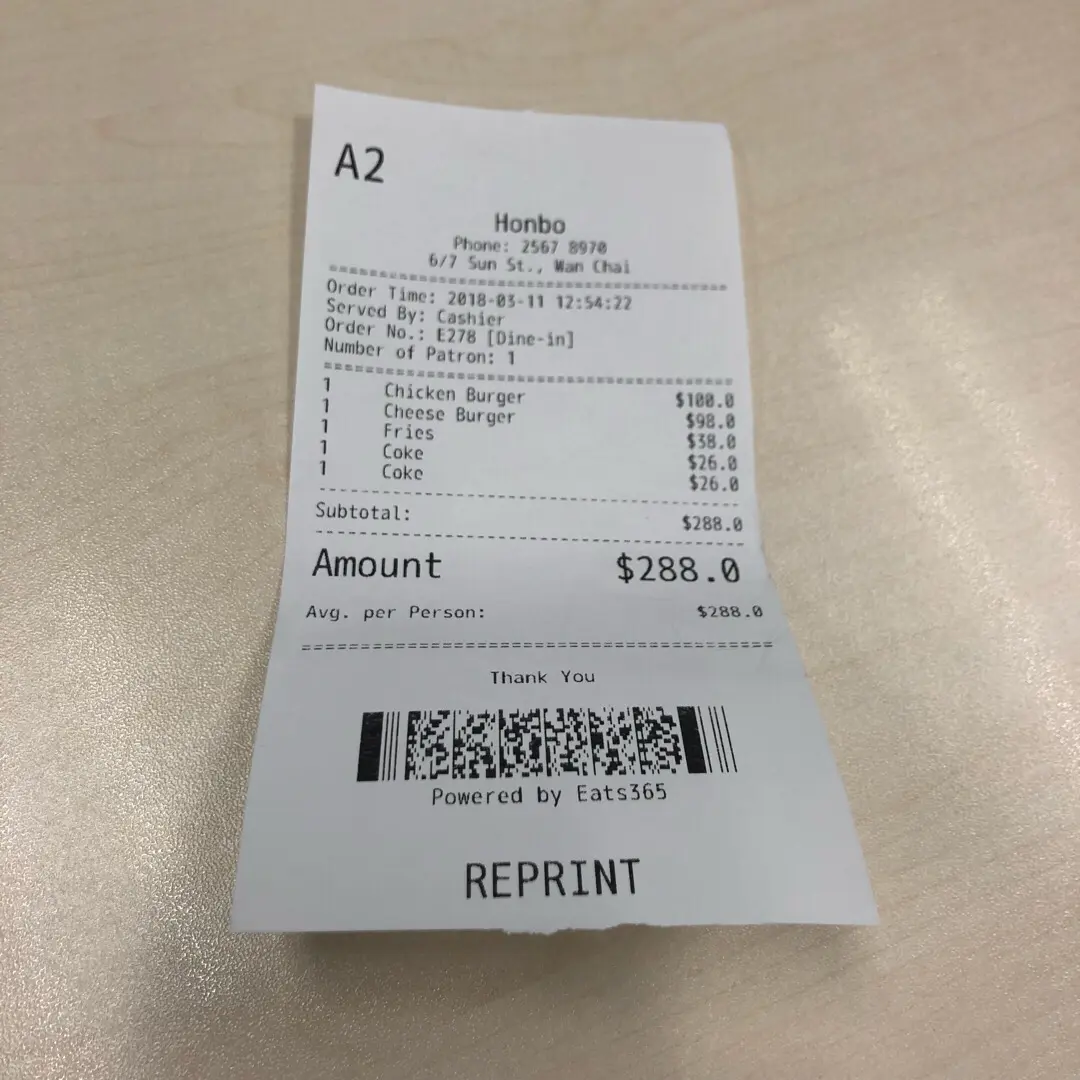 A2
Honbo
Phone: 2567 8970
6/7 Sun St., Wan Chai
Order Time: 2018-03-11 12:54:22
Served By: Cashier
Order No.: E278 [Dine-in]
Number of Patron: 1
1 Chicken Burger $100.0
1 Cheese Burger $98.0
1 Fries $38.0
1 Coke $26.0
1 Coke $26.0
Subtotal: $288.0
Amount $288.0
Avg. per Person: $288.0
Thank You
Powered by Eats365
REPRINT